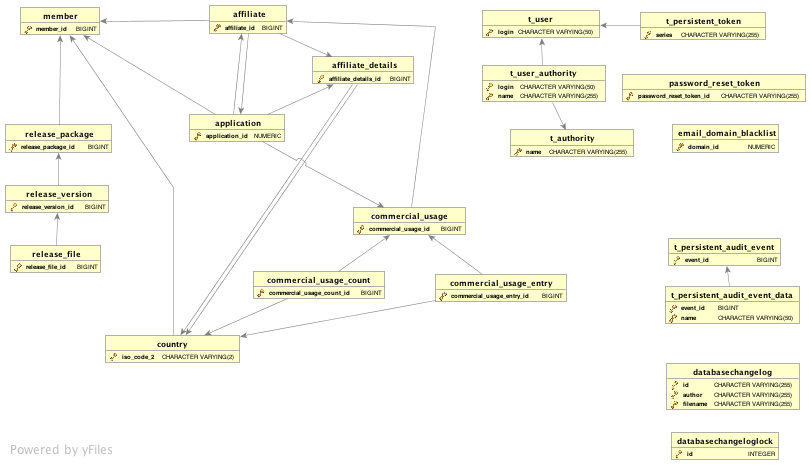 member
member_id BIGINT
affiliate
affiliate_id BIGINT
t_user
login CHARACTER VARYING(50)
t_persistent_token
series CHARACTER VARYING(255)
affiliate_details
affiliate_details_id BIGINT
t_user_authority
login CHARACTER VARYING(50)
name CHARACTER VARYING(255)
password_reset_token
password_reset_token_id CHARACTER VARYING(255)
application
application_id NUMERIC
release_package
release_package_id BIGINT
t_authority
name CHARACTER VARYING(255)
email_domain_blacklist
domain_id NUMERIC
release_version
release_version_id BIGINT
commercial_usage
commercial_usage_id BIGINT
release_file
release_file_id BIGINT
t_persistent_audit_event
event_id BIGINT
commercial_usage_count
commercial_usage_count_id BIGINT
commercial_usage_entry
commercial_usage_entry_id BIGINT
t_persistent_audit_event_data
event_id BIGINT
name CHARACTER VARYING(50)
country
iso_code_2 CHARACTER VARYING(2)
databasechangelog
id CHARACTER VARYING(255)
author CHARACTER VARYING(255)
filename CHARACTER VARYING(255)
databasechangeloglock
id INTEGER
Powered by yFiles